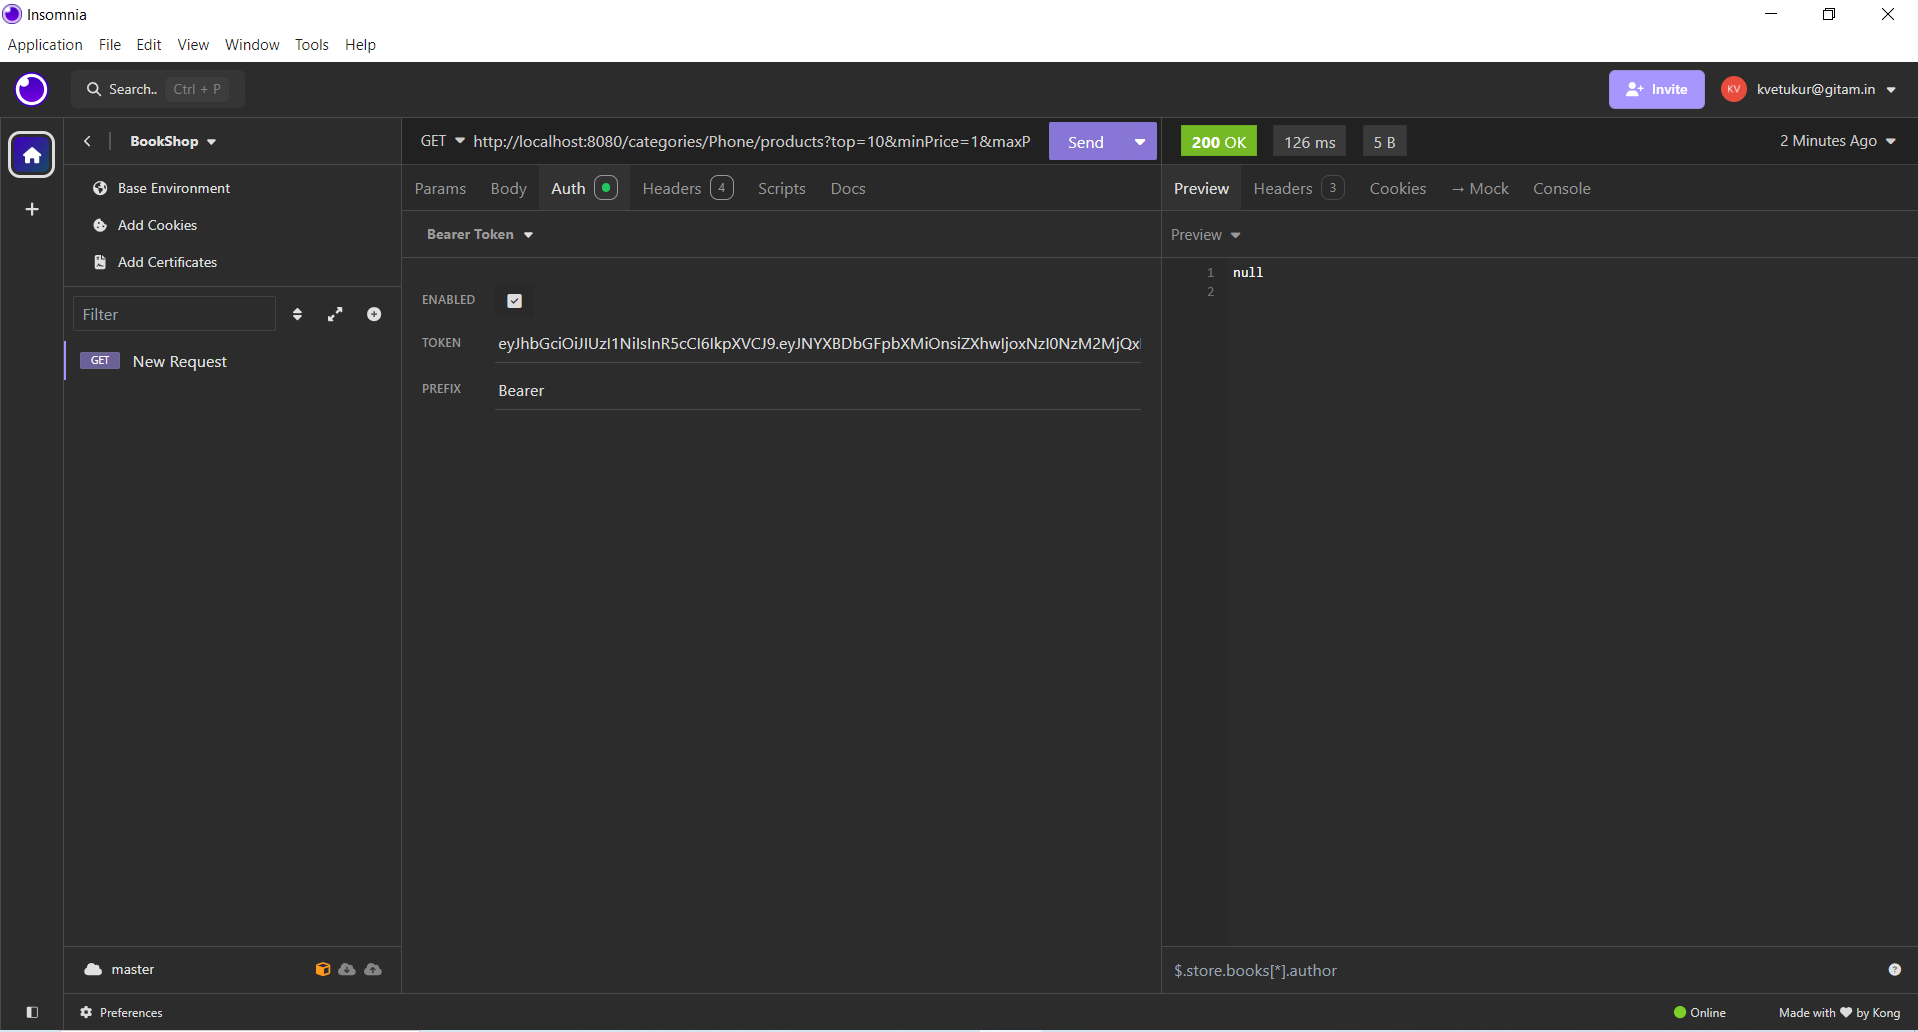 Insomnia
Application File Edit View Window Tools Help
Search.. Ctrl + P
Invite
KV kvetukur@gitam.in
BookShop
GET http://localhost:8080/categories/Phone/products?top=10&minPrice=1&maxP
Send
200 OK 126 ms 5 B
2 Minutes Ago
Base Environment
Add Cookies
Add Certificates
Filter
GET New Request
Params Body Auth Headers 4 Scripts Docs
Bearer Token
ENABLED
TOKEN eyJhbGciOiJIUzI1NiIsInR5cCI6IkpXVCJ9.eyJNYXBDbGFpbXMiOnsiZXhwIjoxNzI0NzM2MjQx
PREFIX Bearer
Preview Headers 3 Cookies → Mock Console
Preview
1 null
2
master
$.store.books[*].author
Preferences
Online
Made with ♥ by Kong